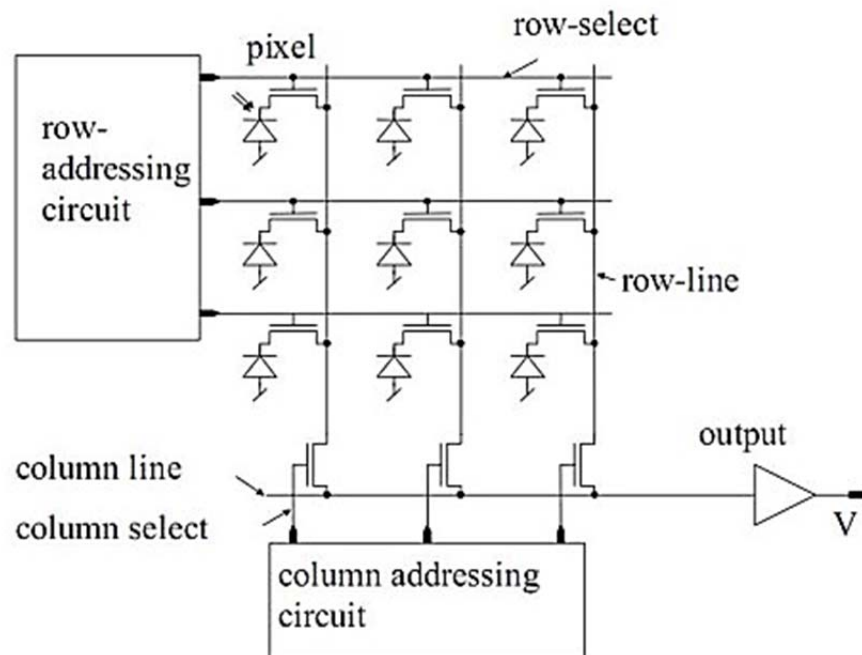 row-select
pixel
row-
addressing
circuit
row-line
output
column line
column select
V
column addressing
circuit